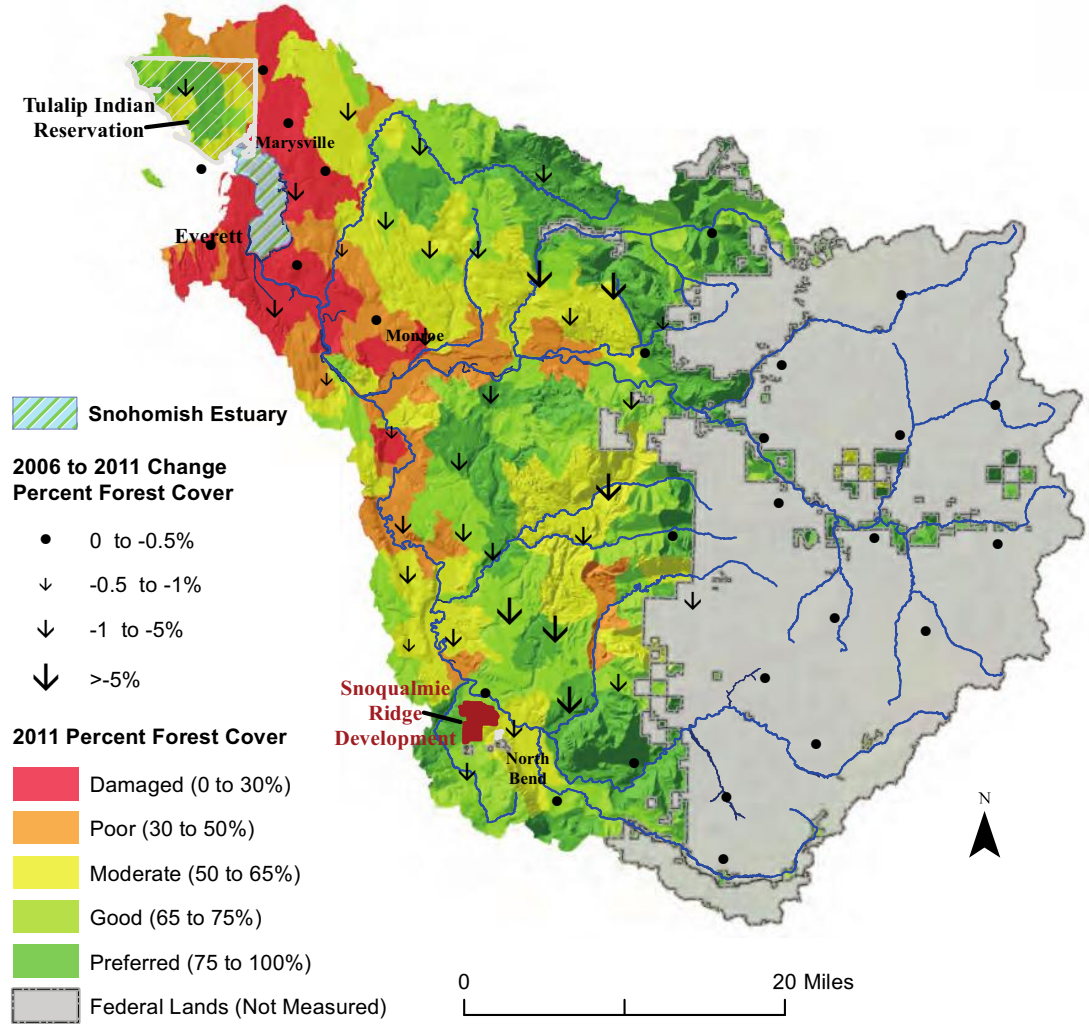 Tulalip Indian
Reservation
Marysville
Everett
Monroe
Snohomish Estuary
2006 to 2011 Change
Percent Forest Cover
0 to -0.5%
-0.5 to -1%
-1 to -5%
>-5%
Snoqualmie
Ridge
Development
North
Bend
2011 Percent Forest Cover
Damaged (0 to 30%)
Poor (30 to 50%)
Moderate (50 to 65%)
Good (65 to 75%)
Preferred (75 to 100%)
Federal Lands (Not Measured)
0 20 Miles
N